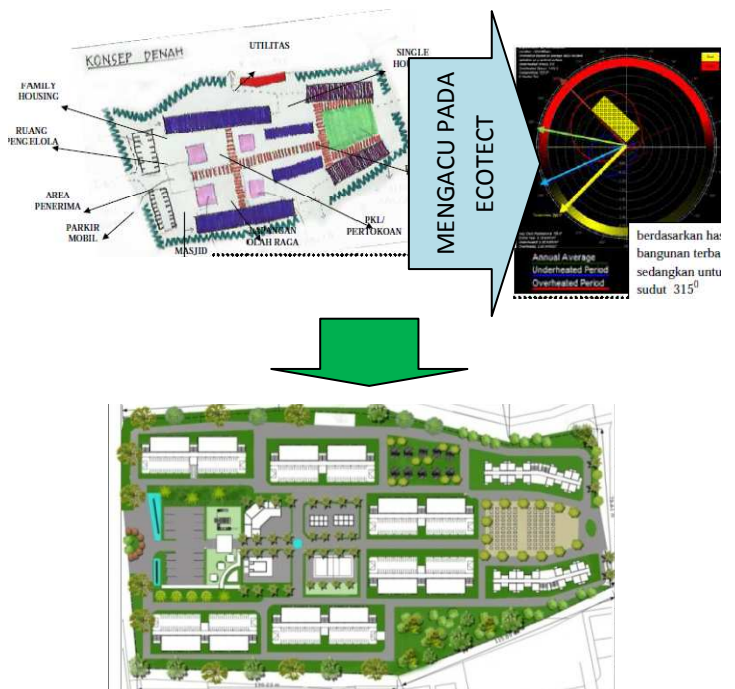 KONSEP DENAH
UTILITAS
SINGLE
FAMILY
HOUSING
RUANG
PENGELOLA
AREA
PENERIMA
PARKIR
MOBIL
MASJID
LAPANGAN
OLAH RAGA
PKL/
PERTOKOAN
MENGACU PADA
ECOTECT
Annual Average
Underheated Period
Overheated Period
berdasarkan has
bangunan terba
sedangkan untu
sudut 315⁰